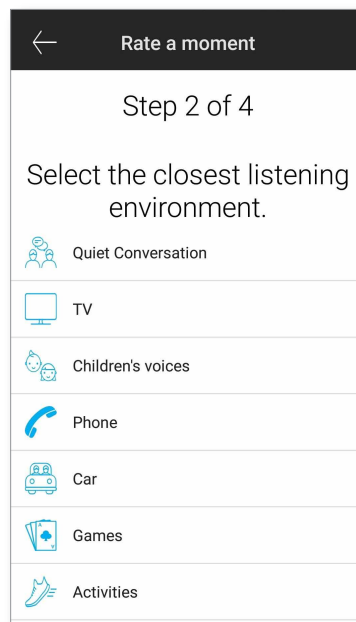 Rate a moment
Step 2 of 4
Select the closest listening
environment.
Quiet Conversation
TV
Children's voices
Phone
Car
Games
Activities